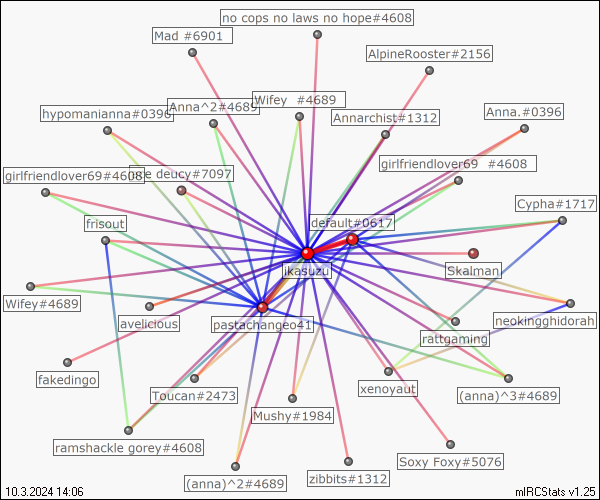 no cops no laws no hope#4608
Mad #6901
AlpineRooster#2156
hypomanianna#0396
Anna^2#4689
Wifey #4689
Annarchist#1312
Anna.#0396
girlfriendlover69#4608
deucy#7097
girlfriendlover69 #4608
frisout
default#0617
Cypha#1717
ikasuzu
Skalman
Wifey#4689
avelicious
pastachangeo41
neokingghidorah
rattgaming
fakedingo
Toucan#2473
Mushy#1984
xenoyaut
(anna)^3#4689
ramshackle gorey#4608
(anna)^2#4689
zibbits#1312
Soxy Foxy#5076
10.3.2024 14:06
mIRCStats v1.25